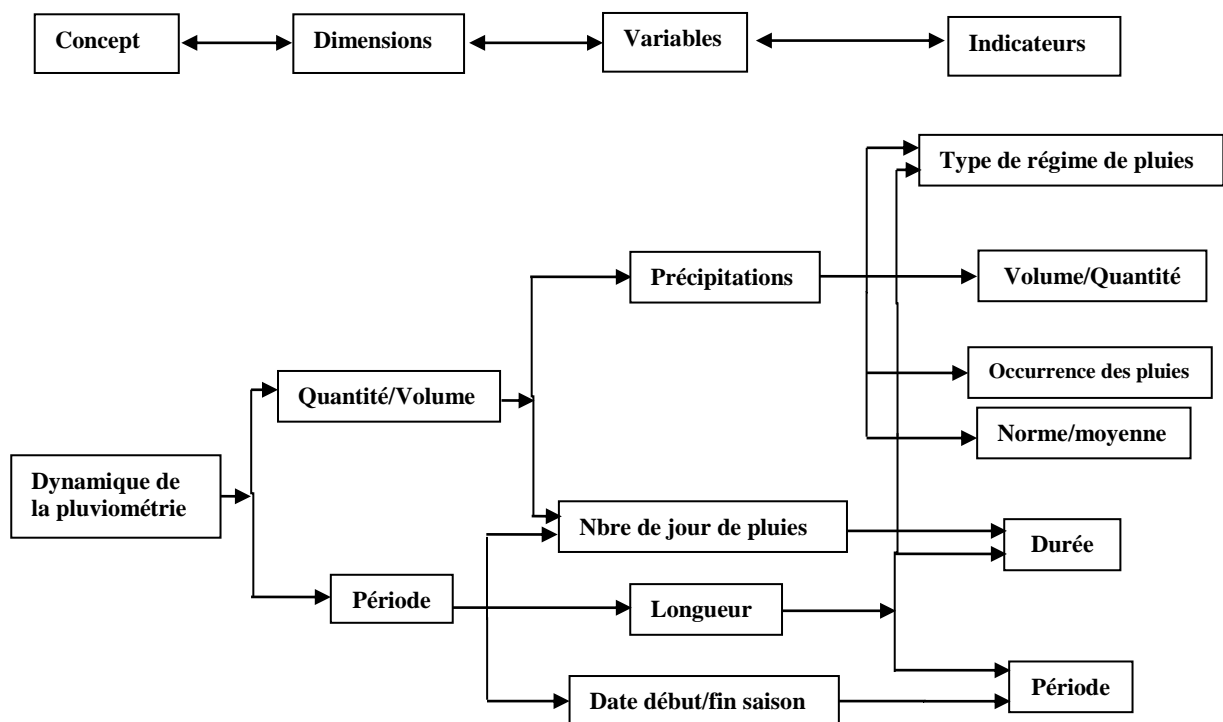 Concept
Dimensions
Variables
Indicateurs
Type de régime de pluies
Précipitations
Volume/Quantité
Occurrence des pluies
Quantité/Volume
Norme/moyenne
Dynamique de
la pluviométrie
Nbre de jour de pluies
Durée
Période
Longueur
Date début/fin saison
Période